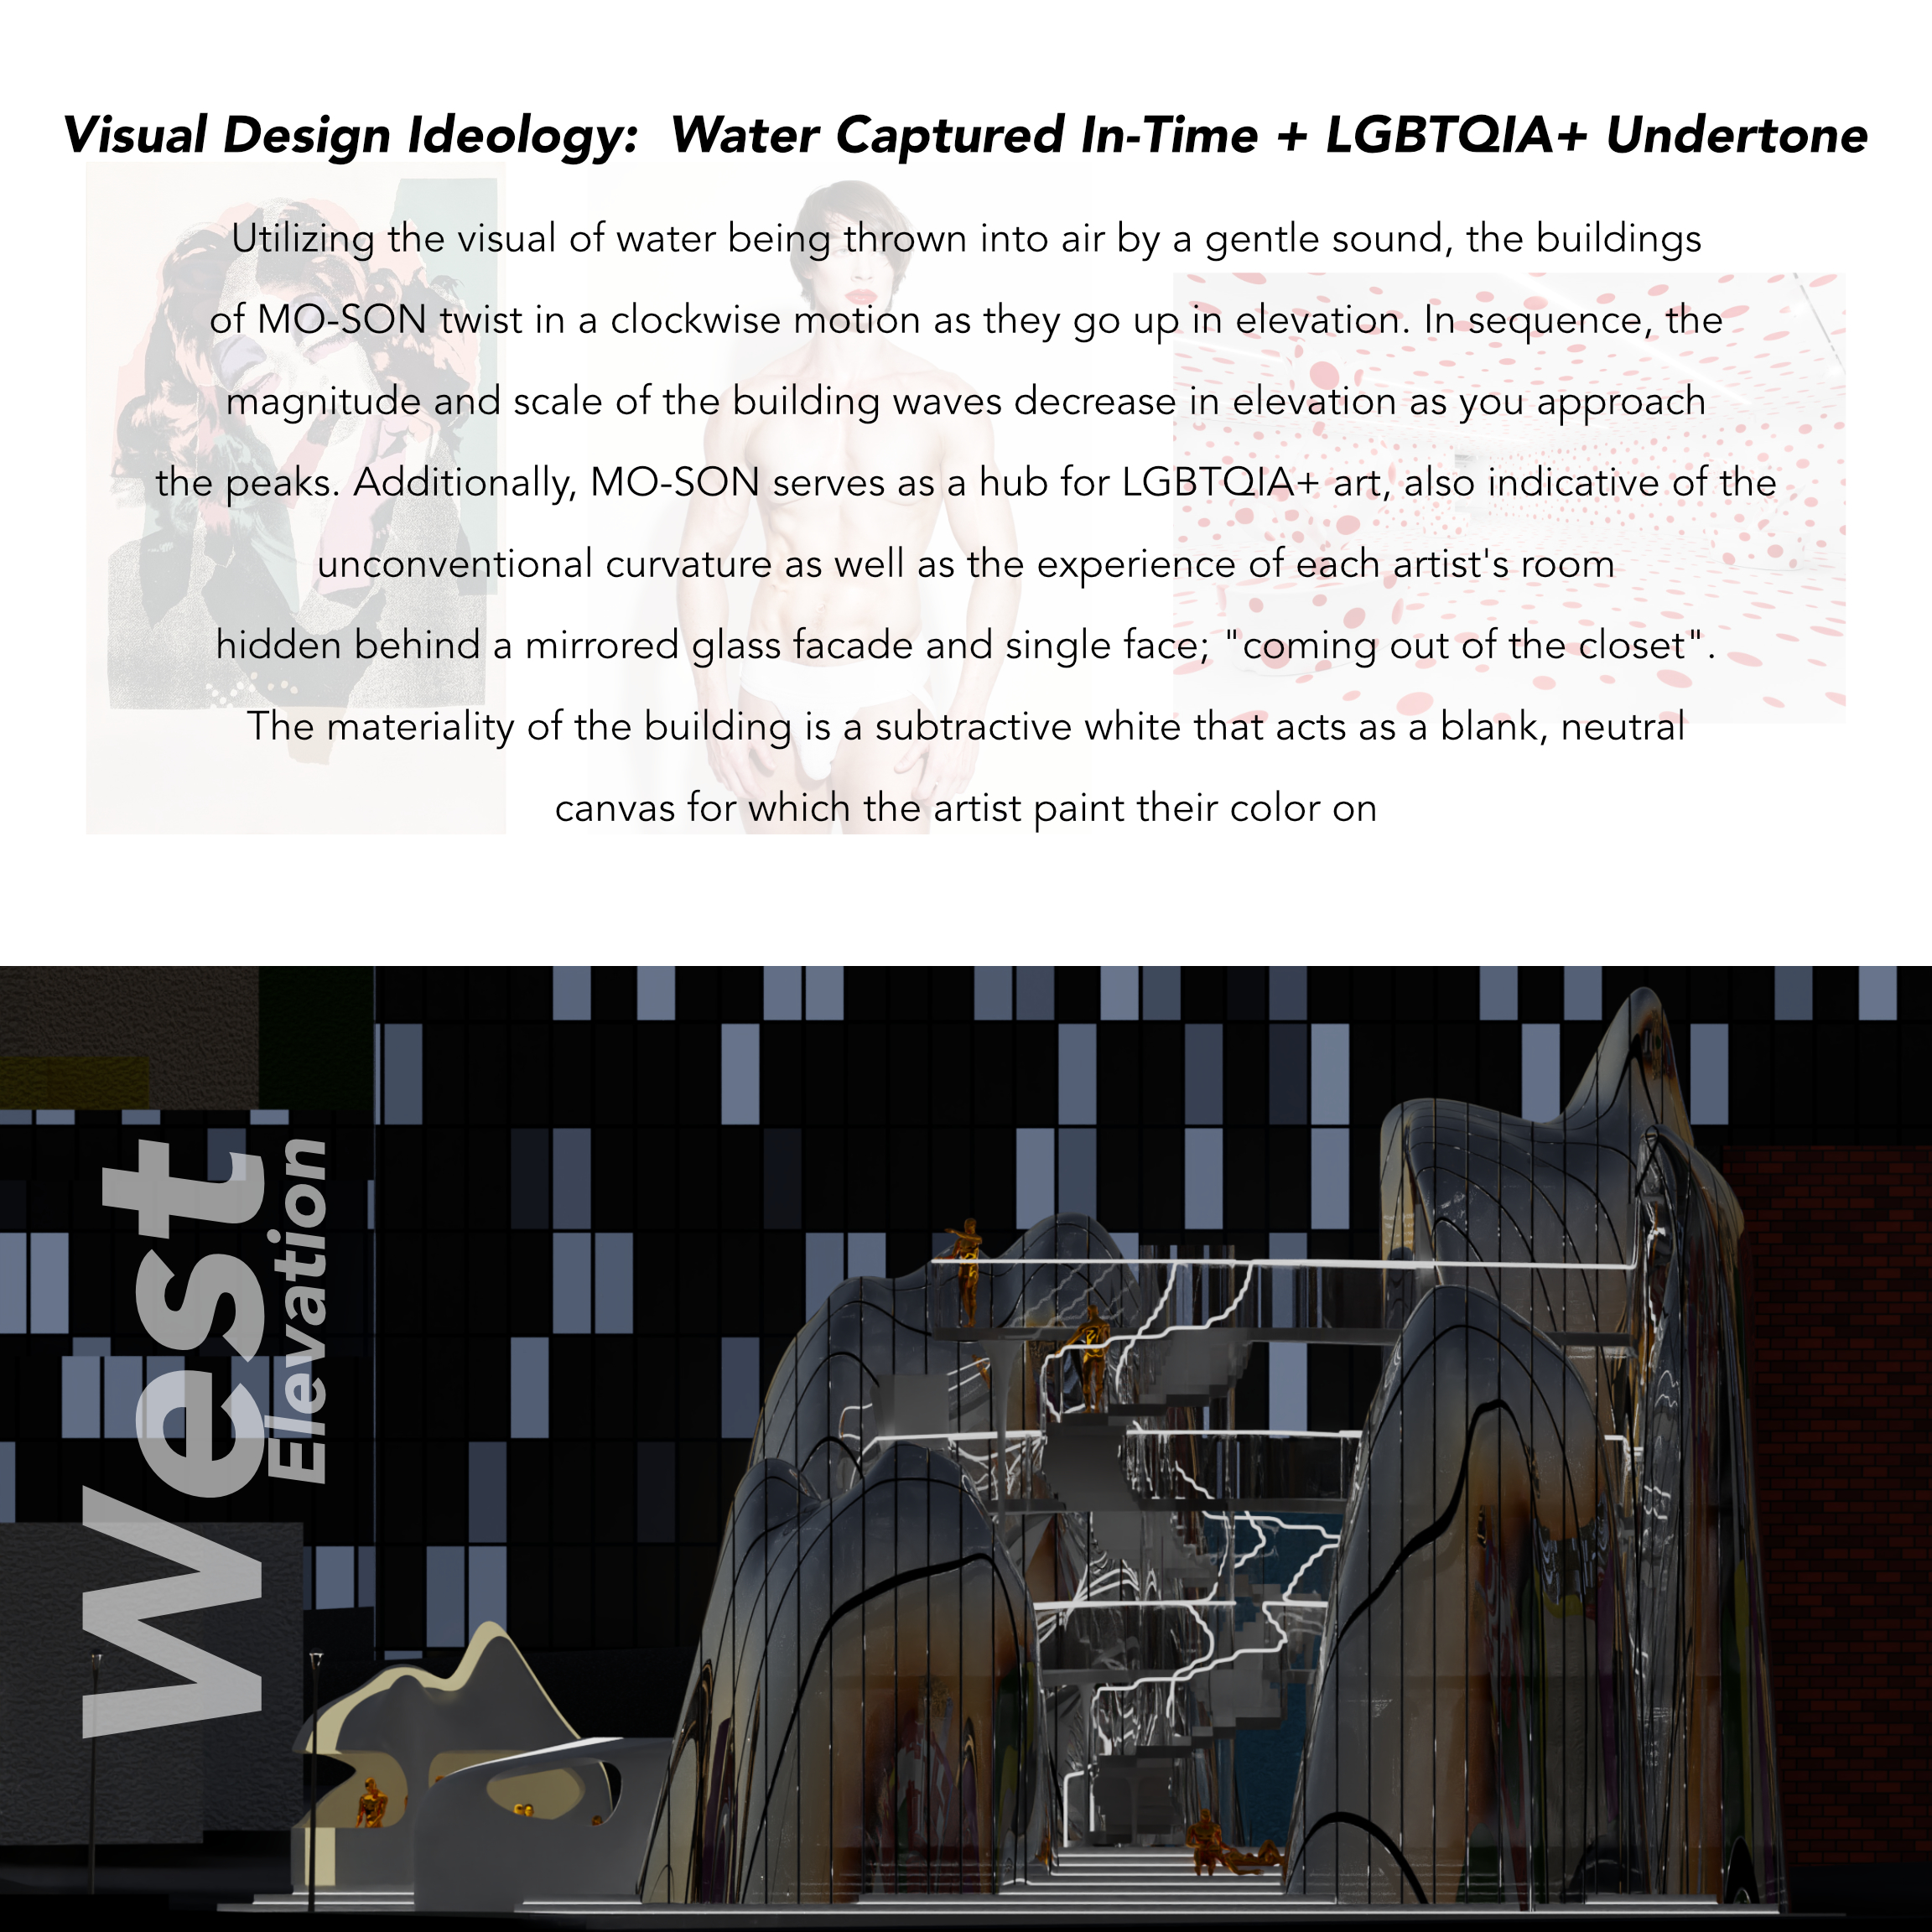 Visual Design Ideology:  Water Captured In-Time + LGBTQIA+ Undertone
Utilizing the visual of water being thrown into air by a gentle sound, the buildings
of MO-SON twist in a clockwise motion as they go up in elevation. In sequence, the
magnitude and scale of the building waves decrease in elevation as you approach
the peaks. Additionally, MO-SON serves as a hub for LGBTQIA+ art, also indicative of the
unconventional curvature as well as the experience of each artist's room
hidden behind a mirrored glass facade and single face; "coming out of the closet".
The materiality of the building is a subtractive white that acts as a blank, neutral
canvas for which the artist paint their color on
West
Elevation